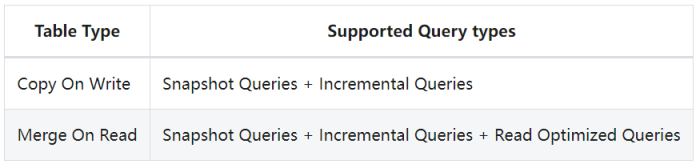 Table Type Supported Query types
Copy On Write Snapshot Queries + Incremental Queries
Merge On Read Snapshot Queries + Incremental Queries + Read Optimized Queries